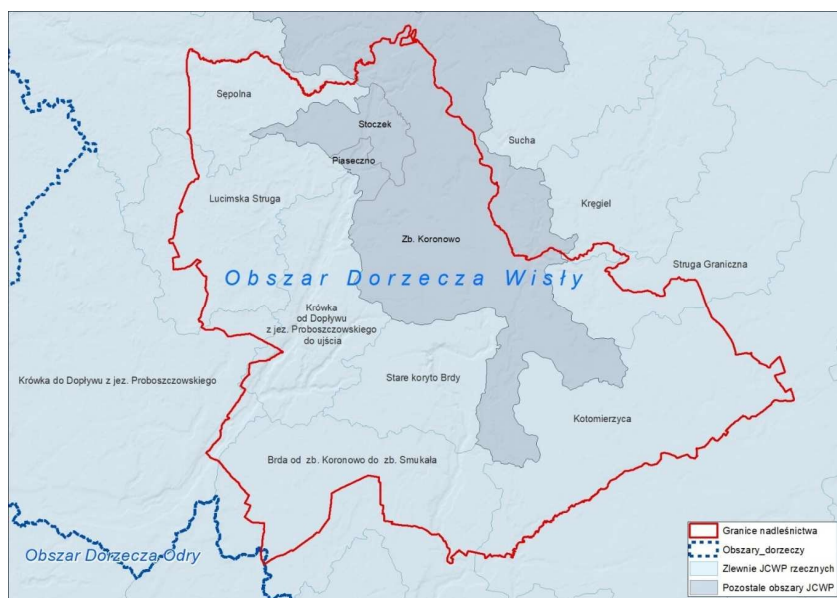 Sępolna
Stoczek
Sucha
Piaseczno
Kręgiel
Lucimska Struga
Zb. Koronowo
Struga Graniczna
Obszar Dorzecza Wisły
Krówka
od Dopływu
z jez. Proboszczowskiego
do ujścia
Krówka do Dopływu z jez. Proboszczowskiego
Stare koryto Brdy
Kotomierzyca
Brda od zb. Koronowo do zb. Smukała
Obszar Dorzecza Odry
Granice nadleśnictwa
Obszary_dorzeczy
Zlewnie JCWP rzecznych
Pozostałe obszary JCWP